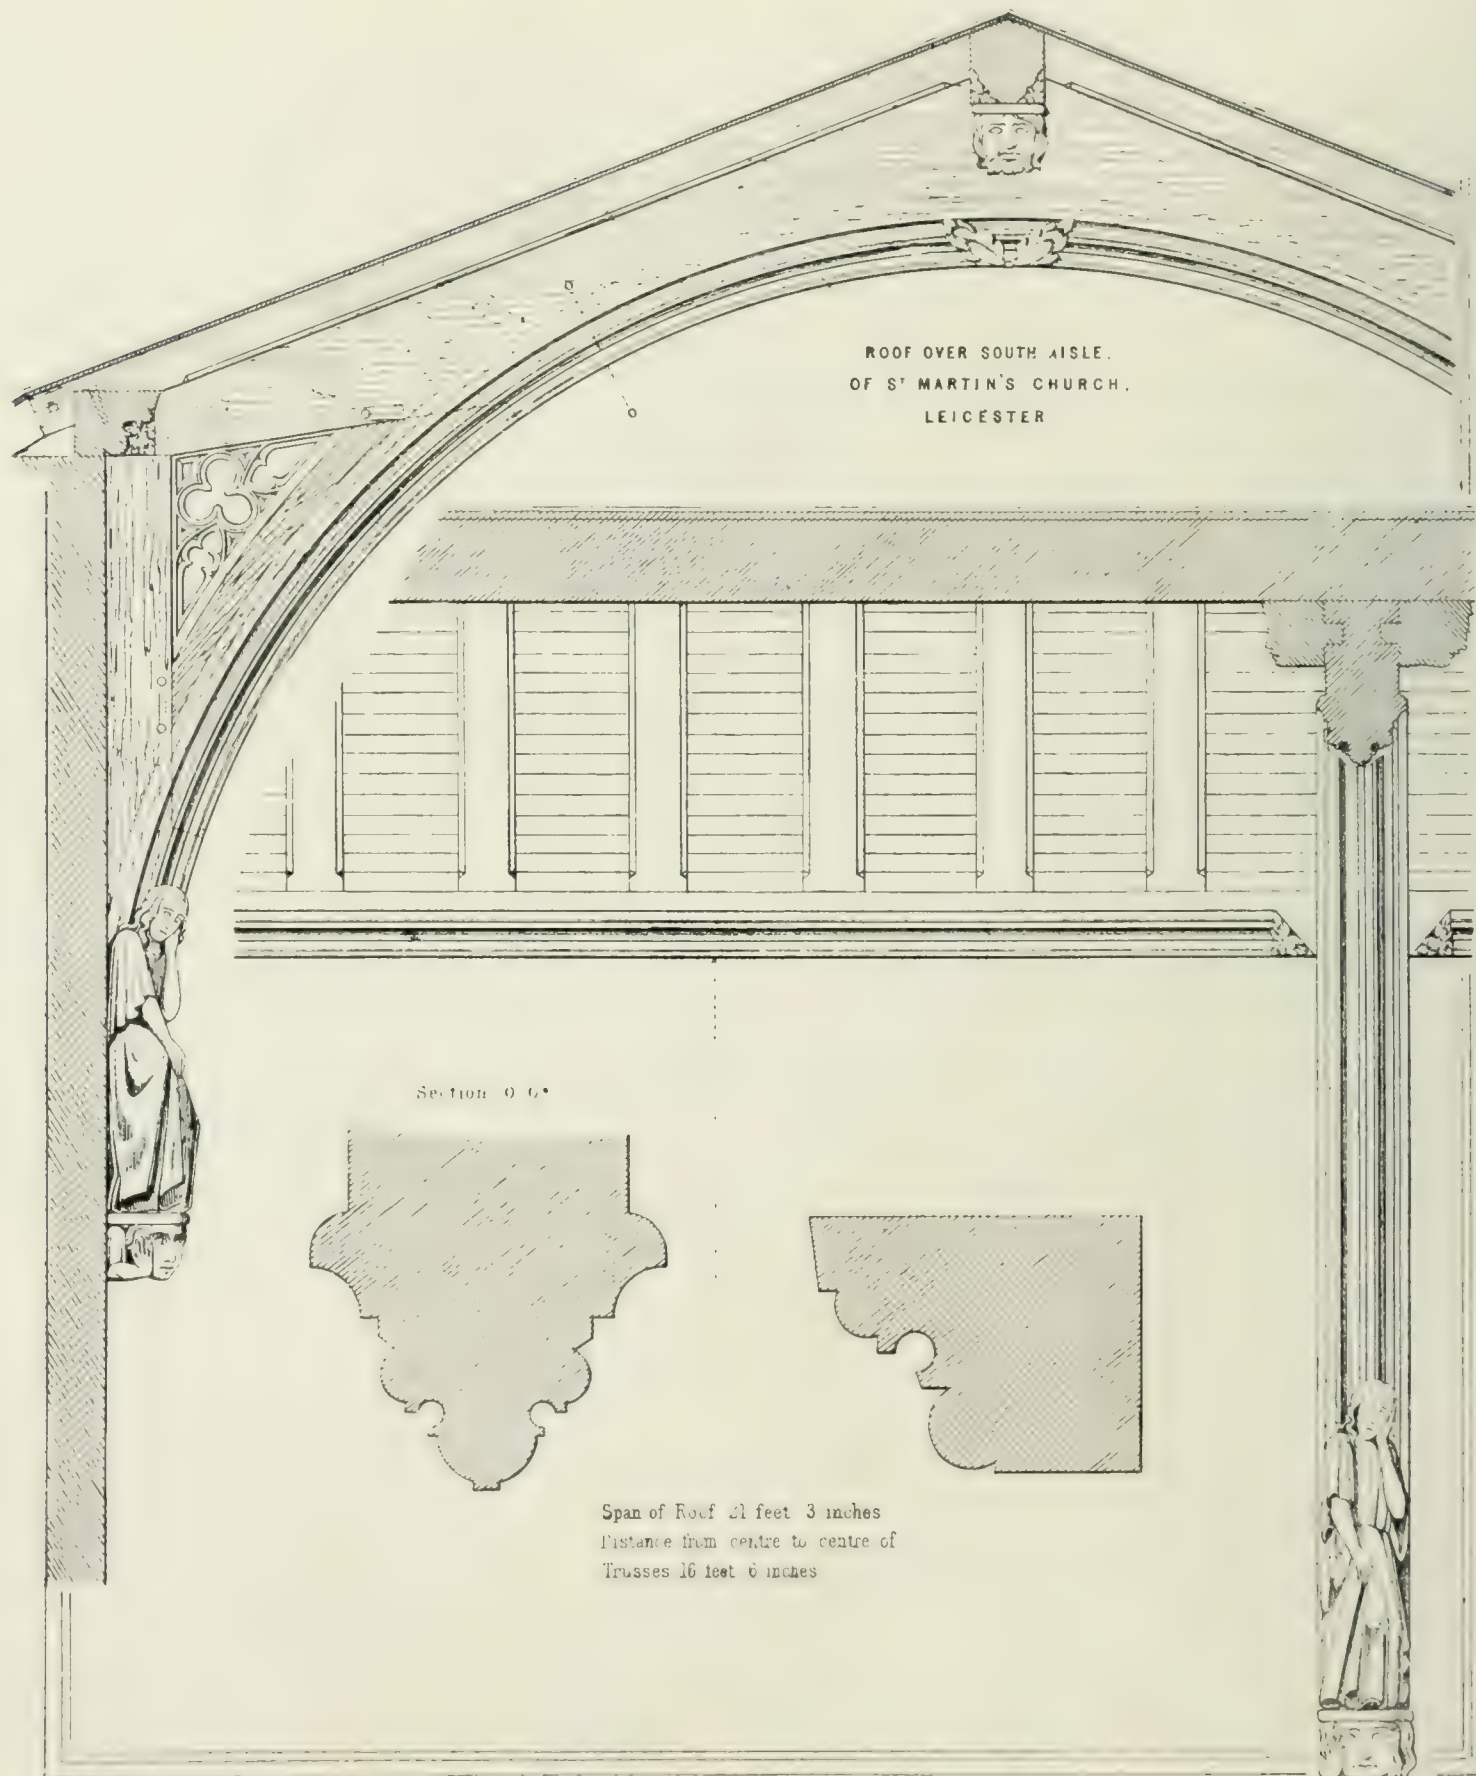 ROOF OVER SOUTH AISLE.
OF Sᵀ MARTIN'S CHURCH,
LEICESTER
Section
Span of Roof feet 3 inches
Distance from centre to centre of
Trusses 16 feet 6 inches